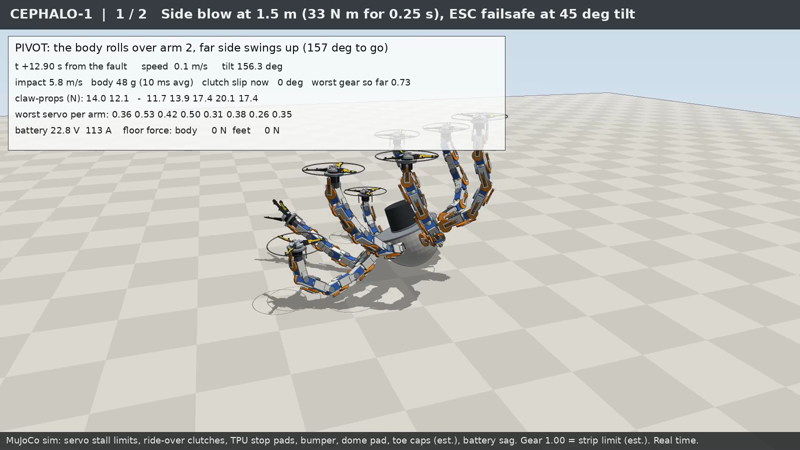 CEPHALO-1 | 1 / 2 Side blow at 1.5 m (33 N m for 0.25 s), ESC failsafe at 45 deg tilt
PIVOT: the body rolls over arm 2, far side swings up (157 deg to go)
t +12.90 s from the fault speed 0.1 m/s tilt 156.3 deg
impact 5.8 m/s body 48 g (10 ms avg) clutch slip now 0 deg worst gear so far 0.73
claw-props (N): 14.0 12.1 - 11.7 13.9 17.4 20.1 17.4
worst servo per arm: 0.36 0.53 0.42 0.50 0.31 0.38 0.26 0.35
battery 22.8 V 113 A floor force: body 0 N feet 0 N
MuJoCo sim: servo stall limits, ride-over clutches, TPU stop pads, bumper, dome pad, toe caps (est.), battery sag. Gear 1.00 = strip limit (est.). Real time.